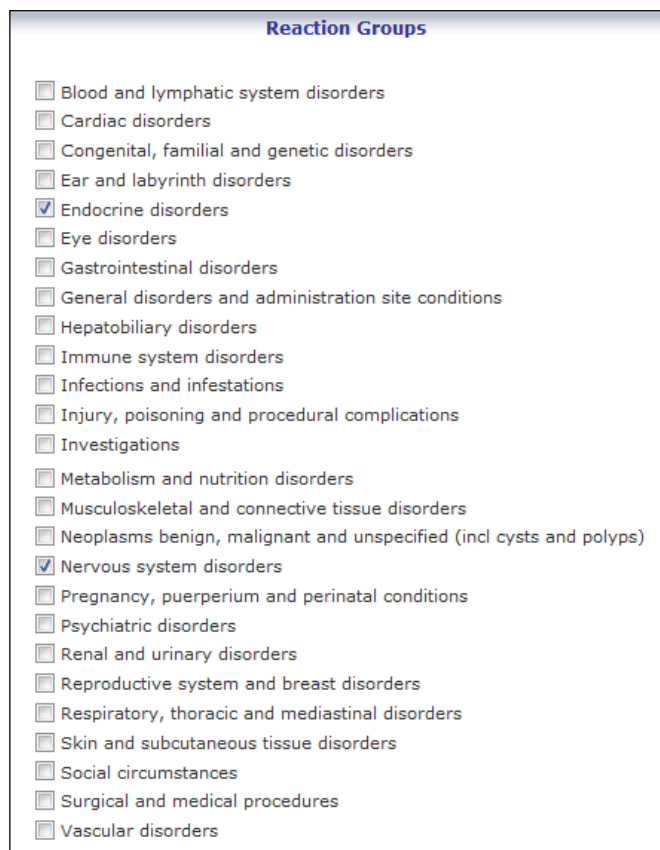 Reaction Groups
Blood and lymphatic system disorders
Cardiac disorders
Congenital, familial and genetic disorders
Ear and labyrinth disorders
Endocrine disorders
Eye disorders
Gastrointestinal disorders
General disorders and administration site conditions
Hepatobiliary disorders
Immune system disorders
Infections and infestations
Injury, poisoning and procedural complications
Investigations
Metabolism and nutrition disorders
Musculoskeletal and connective tissue disorders
Neoplasms benign, malignant and unspecified (incl cysts and polyps)
Nervous system disorders
Pregnancy, puerperium and perinatal conditions
Psychiatric disorders
Renal and urinary disorders
Reproductive system and breast disorders
Respiratory, thoracic and mediastinal disorders
Skin and subcutaneous tissue disorders
Social circumstances
Surgical and medical procedures
Vascular disorders